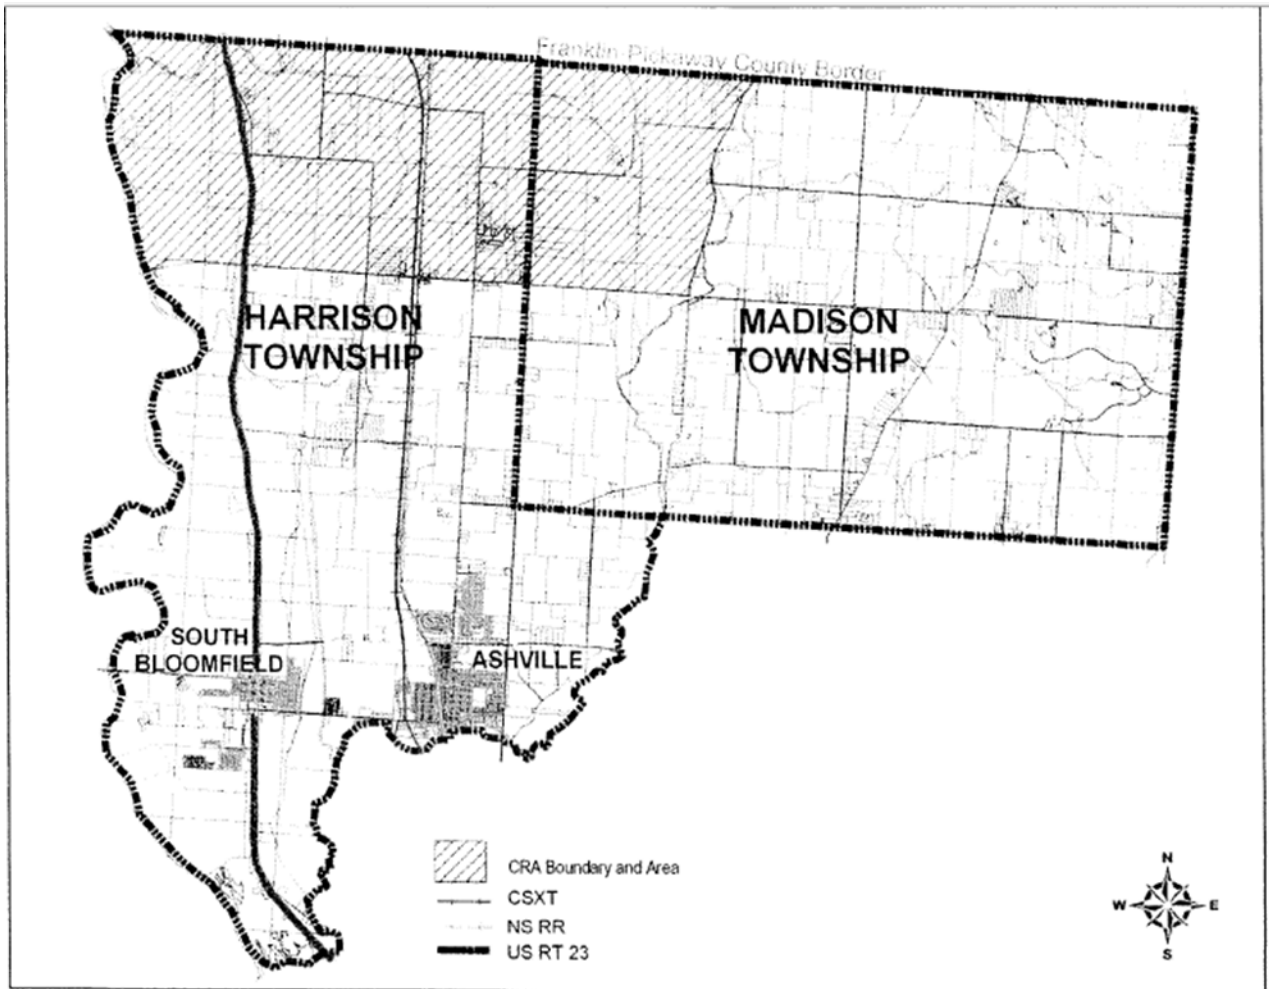 Franklin-Pickaway County Border
HARRISON
TOWNSHIP
MADISON
TOWNSHIP
SOUTH
BLOOMFIELD
ASHVILLE
CRA Boundary and Area
CSXT
NS RR
US RT 23
N
W
E
S